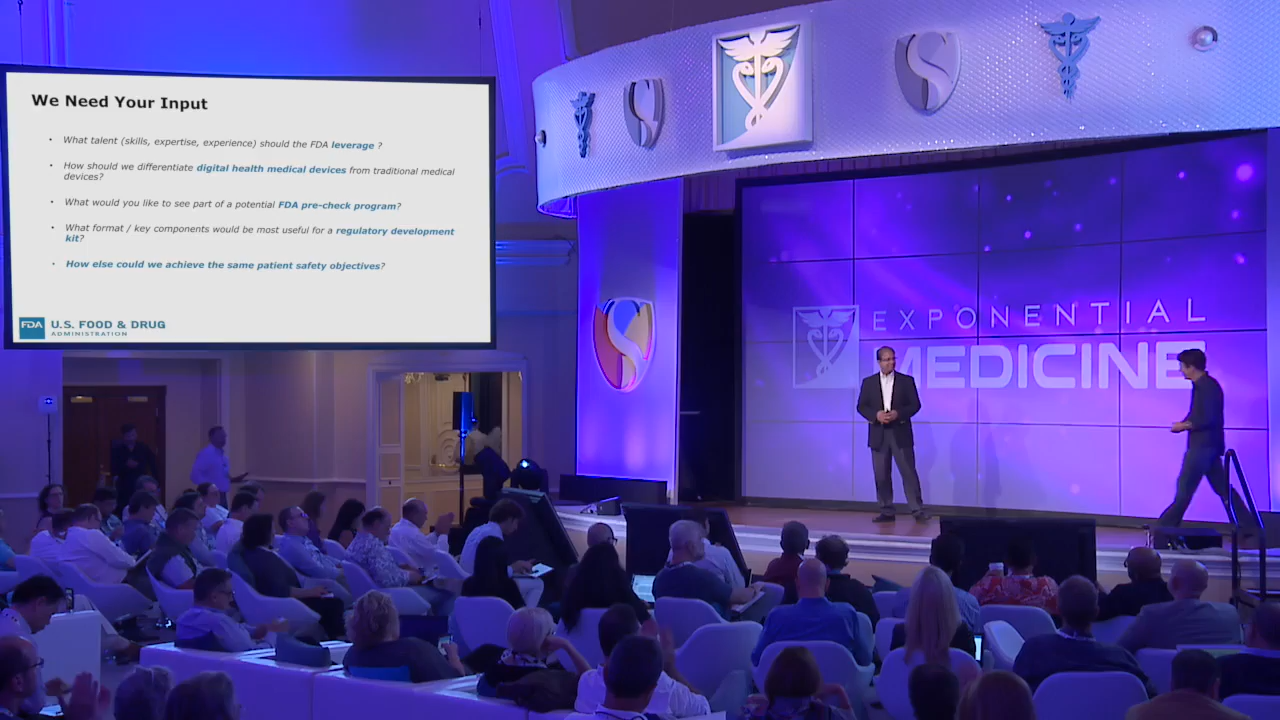 We Need Your Input
• What talent (skills, expertise, experience) should the FDA leverage ?
• How should we differentiate digital health medical devices from traditional medical
devices?
• What would you like to see part of a potential FDA pre-check program?
• What format / key components would be most useful for a regulatory development
kit?
• How else could we achieve the same patient safety objectives?
FDA U.S. FOOD & DRUG
ADMINISTRATION
EXPONENTIAL
MEDICINE